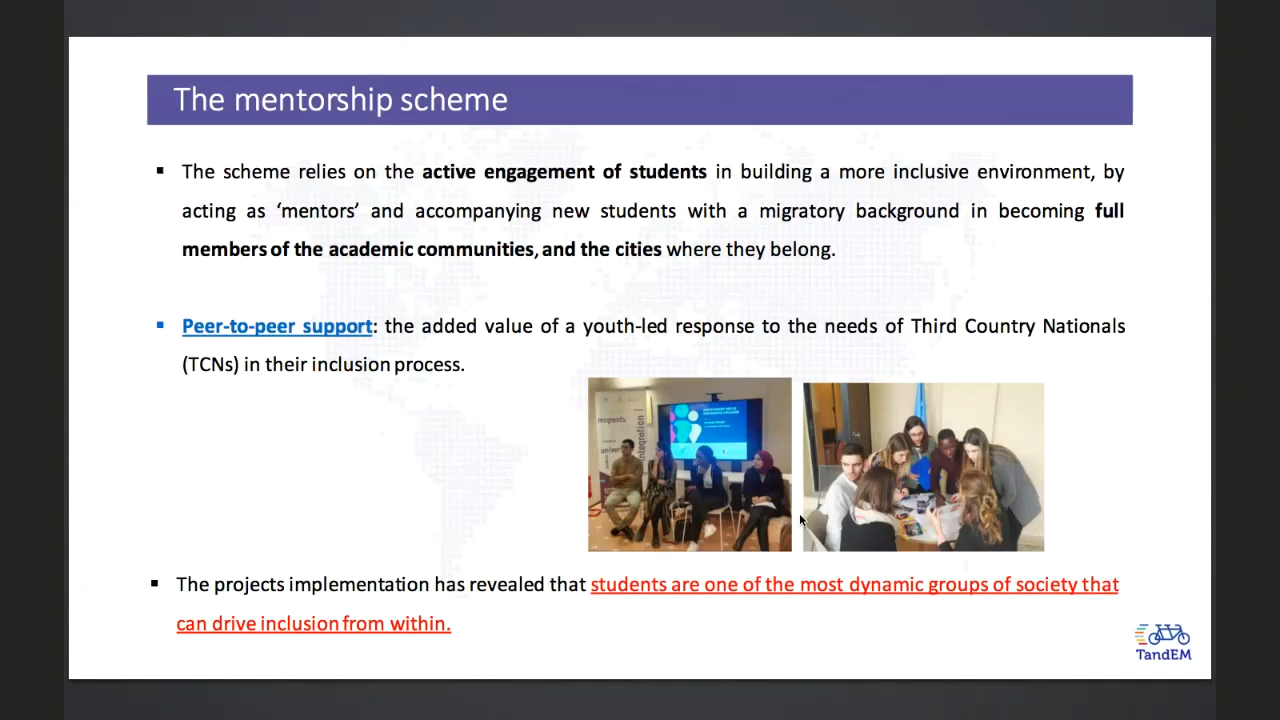 The mentorship scheme
▪ The scheme relies on the active engagement of students in building a more inclusive environment, by
acting as ‘mentors’ and accompanying new students with a migratory background in becoming full
members of the academic communities, and the cities where they belong.
▪ Peer-to-peer support: the added value of a youth-led response to the needs of Third Country Nationals
(TCNs) in their inclusion process.
migrants
integration
▪ The projects implementation has revealed that students are one of the most dynamic groups of society that
can drive inclusion from within.
TandEM